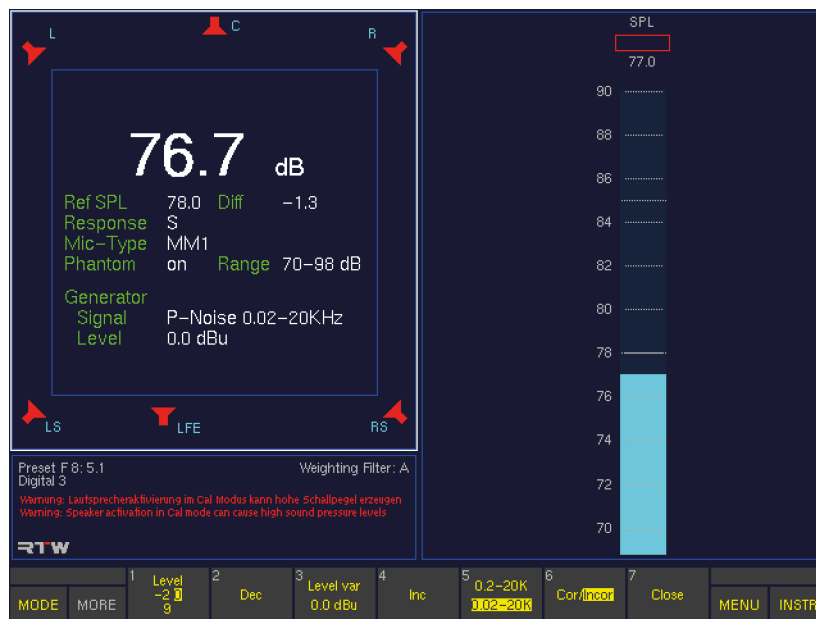 L
C
R
76.7 dB
Ref SPL 78.0 Diff -1.3
Response S
Mic-Type MM1
Phantom on Range 70-98 dB
Generator
Signal P-Noise 0.02-20KHz
Level 0.0 dBu
LS
LFE
RS
Preset F 8: 5.1 Weighting Filter: A
Digital 3
Warnung: Lautsprecheraktivierung im Cal Modus kann hohe Schallpegel erzeugen
Warning: Speaker activation in Cal mode can cause high sound pressure levels
RTW
SPL
77.0
90
88
86
84
82
80
78
76
74
72
70
MODE
MORE
1 Level
-20
9
2 Dec
3 Level var
0.0 dBu
4 Inc
5 0.2-20K
0.02-20K
6 Cor/Incor
7 Close
MENU
INSTR